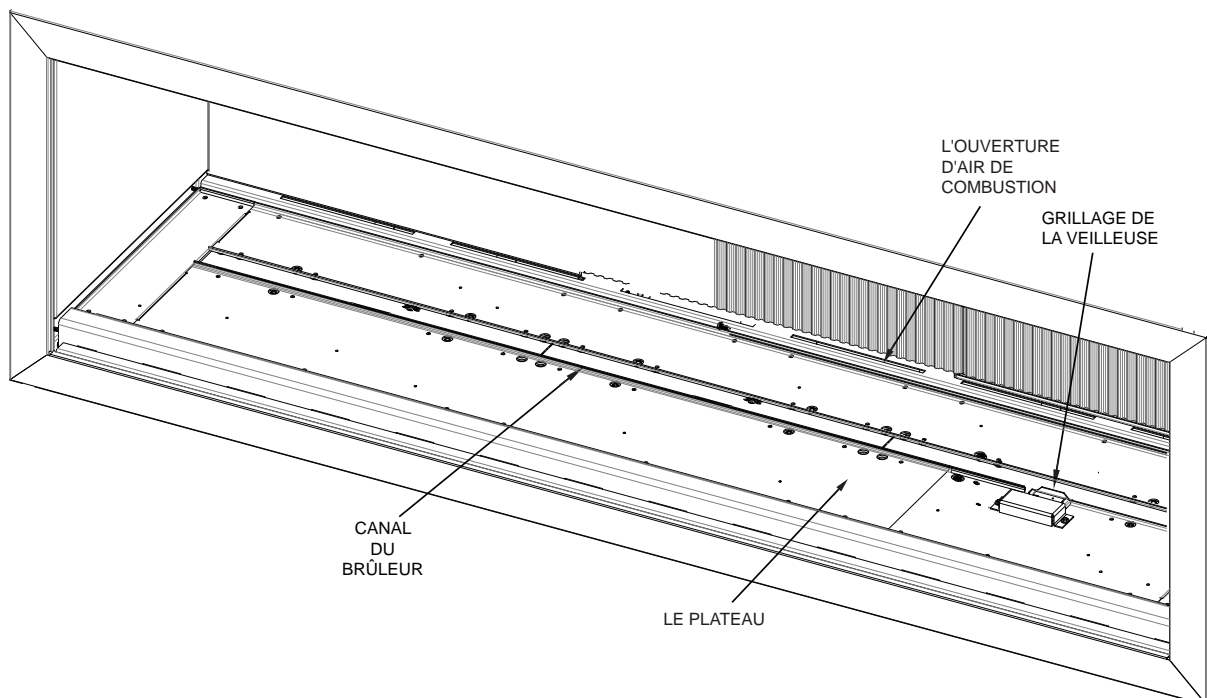 L'OUVERTURE
D'AIR DE
COMBUSTION
GRILLAGE DE
LA VEILLEUSE
CANAL
DU
BRÛLEUR
LE PLATEAU